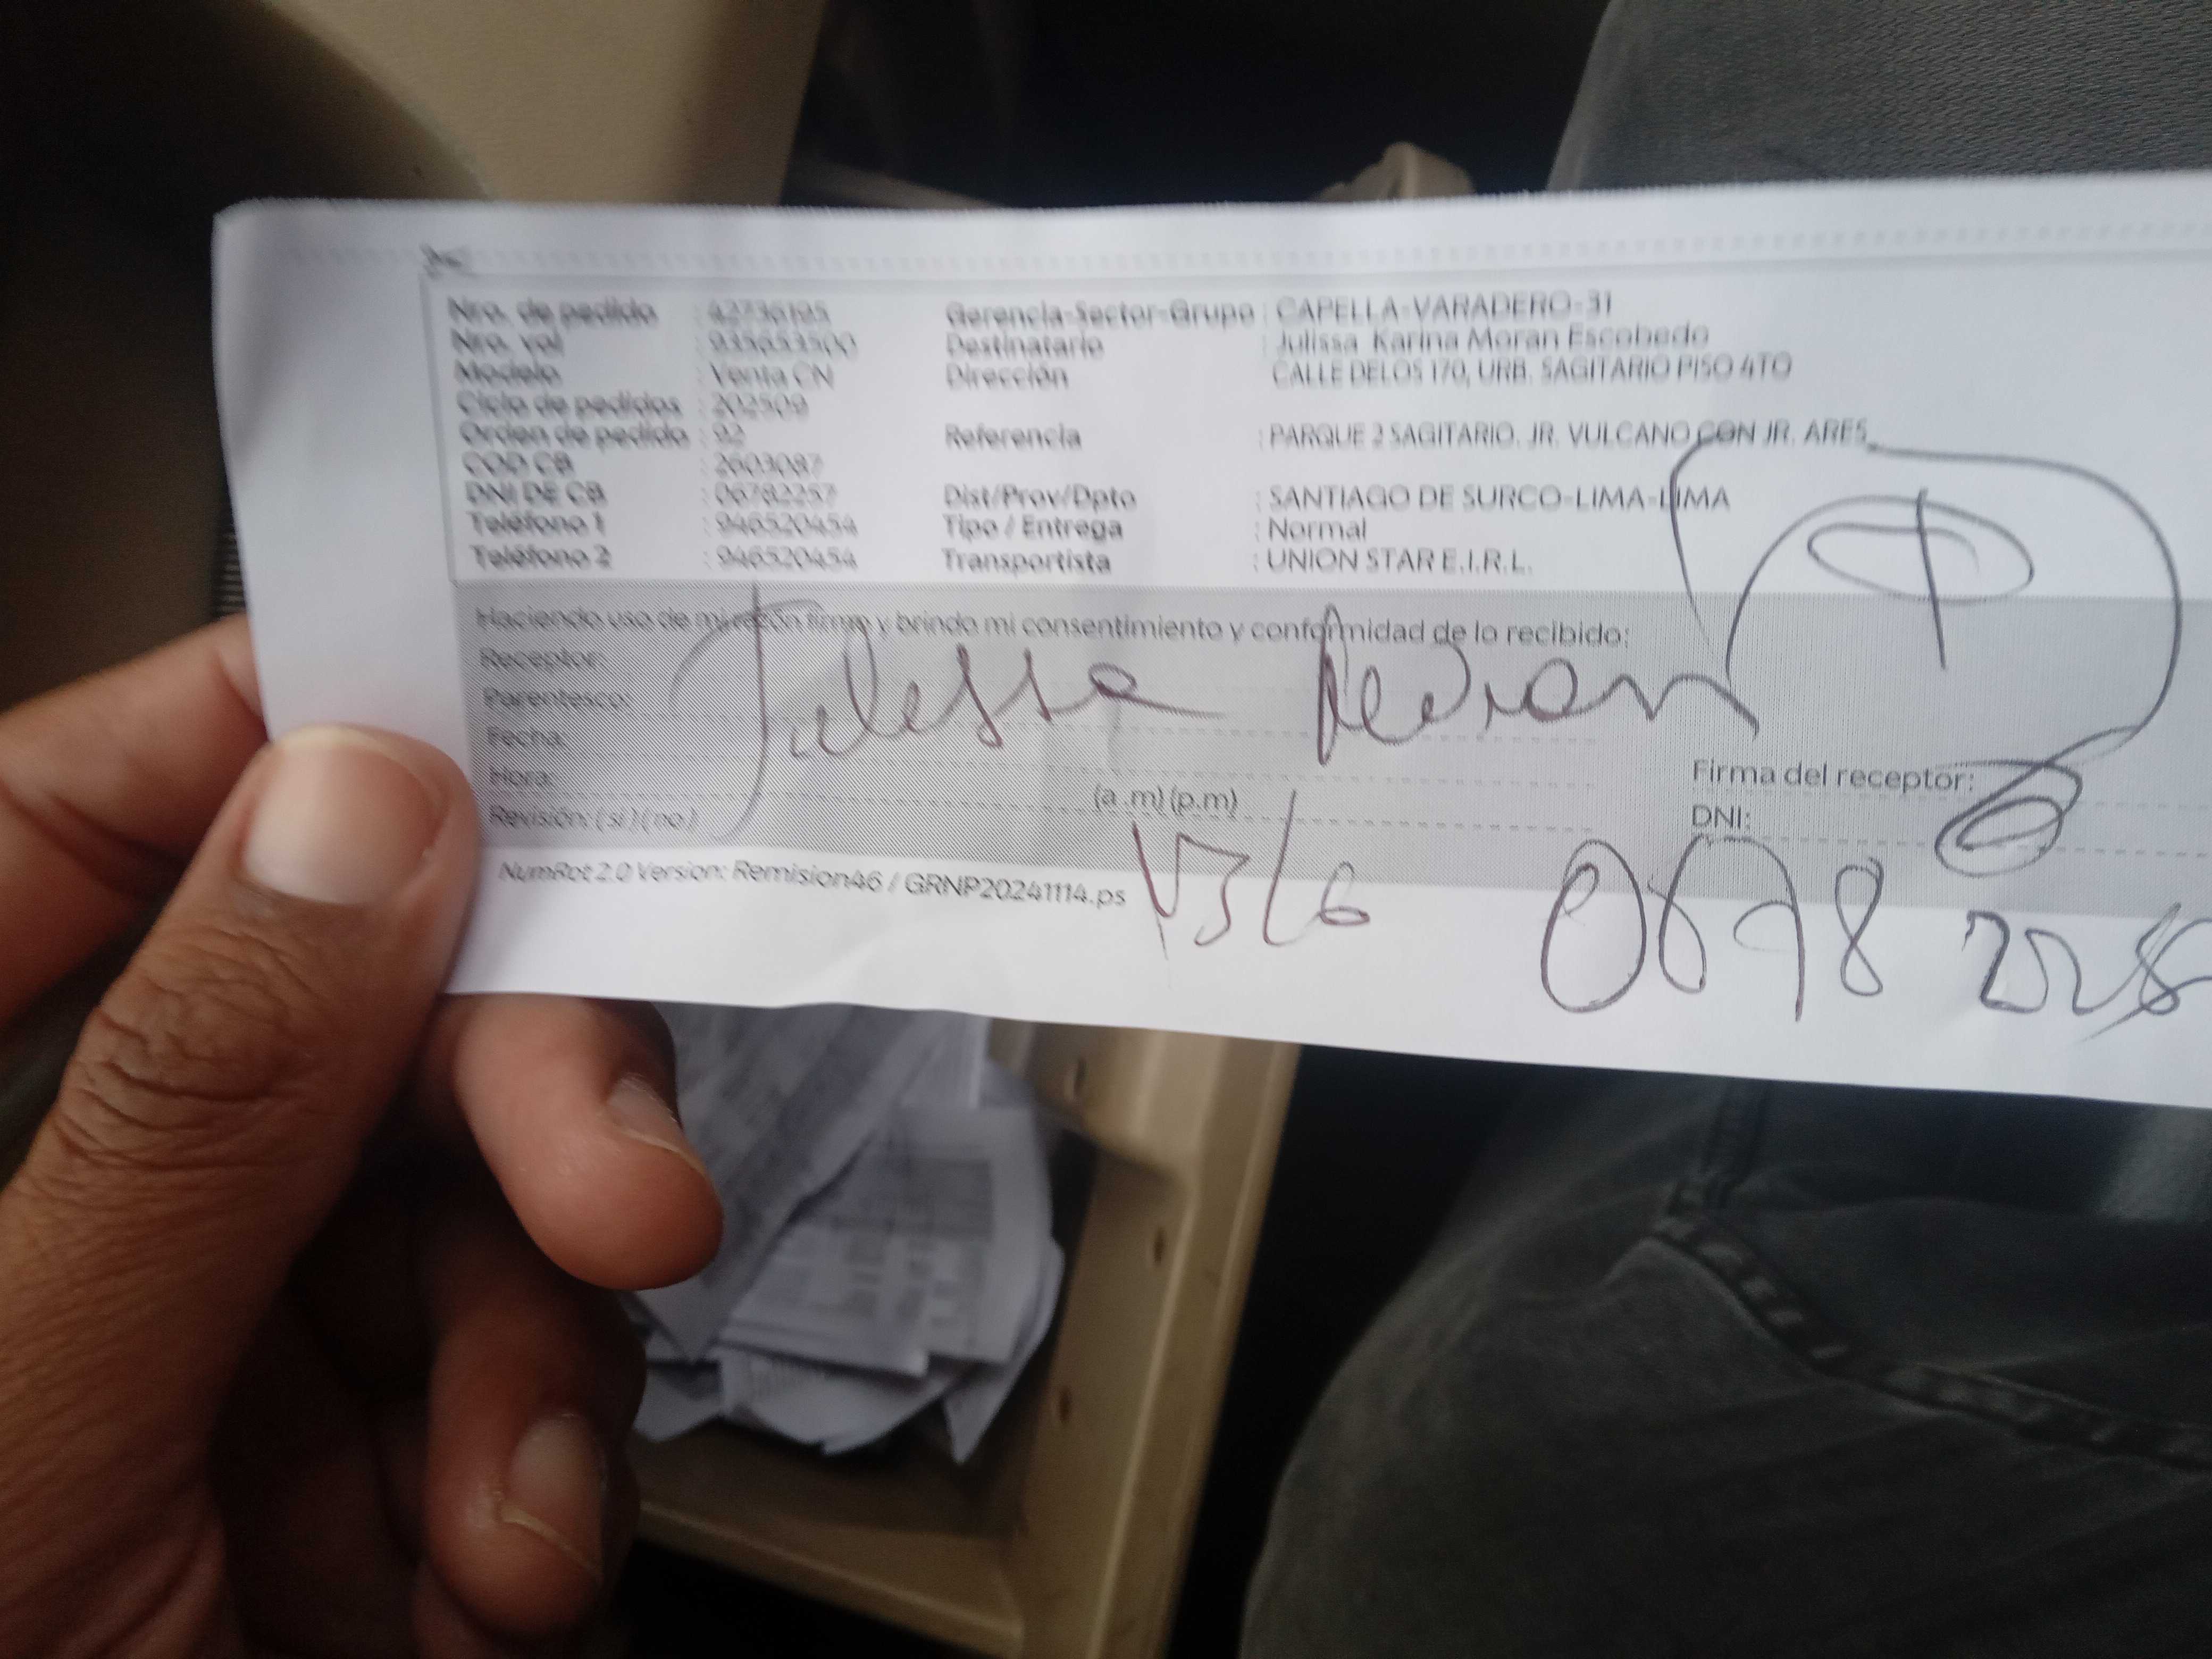 Nro. de pedido : 42736195 Gerencia-Sector-Grupo : CAPELLA-VARADERO-31
Nro. vol : 935653500 Destinatario : Julissa Karina Moran Escobedo
Modelo : Venta CN Dirección CALLE DELOS 170, URB. SAGITARIO PISO 4TO
Ciclo de pedidos : 202509
Orden de pedido : 92 Referencia : PARQUE 2 SAGITARIO. JR. VULCANO CON JR. ARES
COD CB : 2603087
DNI DE CB : 06782257 Dist/Prov/Dpto : SANTIAGO DE SURCO-LIMA-LIMA
Teléfono 1 : 946520454 Tipo / Entrega : Normal
Teléfono 2 : 946520454 Transportista : UNION STAR E.I.R.L.
Haciendo uso de mi razón firmo y brindo mi consentimiento y conformidad de lo recibido:
Receptor:
Julissa Moran
Parentesco:
Fecha:
Hora: (a .m) (p.m) Firma del receptor:
Revisión: ( si ) ( no ) DNI:
NumRot 2.0 Version: Remision46 / GRNP20241114.ps